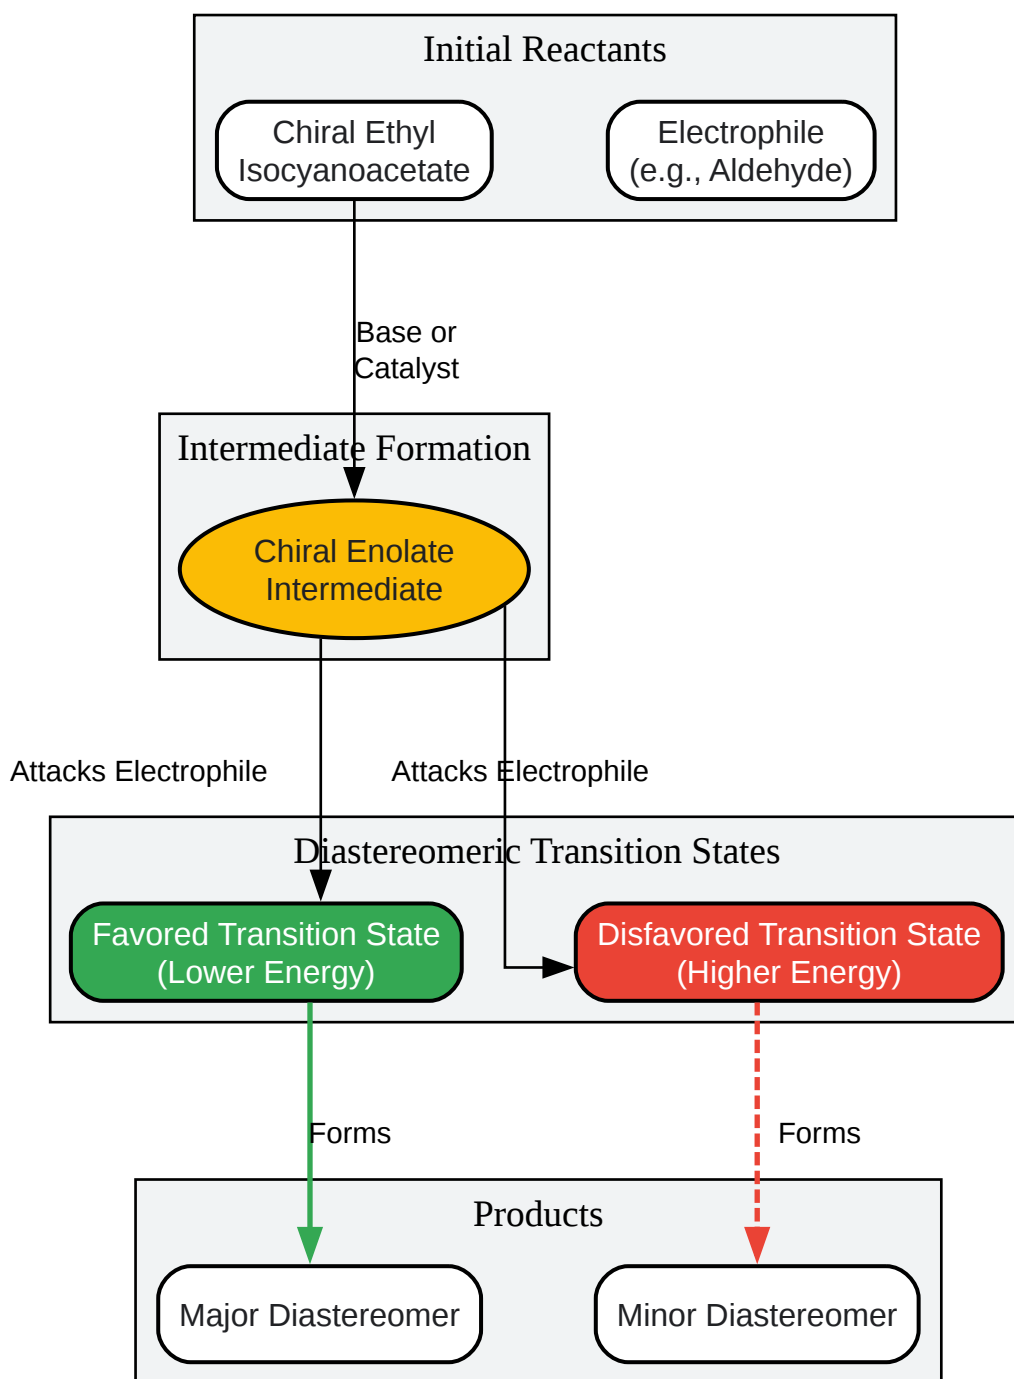 Initial Reactants
Chiral Ethyl
Isocyanoacetate
Electrophile
(e.g., Aldehyde)
Base or
Catalyst
Intermediate Formation
Chiral Enolate
Intermediate
Attacks Electrophile
Attacks Electrophile
Diastereomeric Transition States
Favored Transition State
(Lower Energy)
Disfavored Transition State
(Higher Energy)
Forms
Forms
Products
Major Diastereomer
Minor Diastereomer